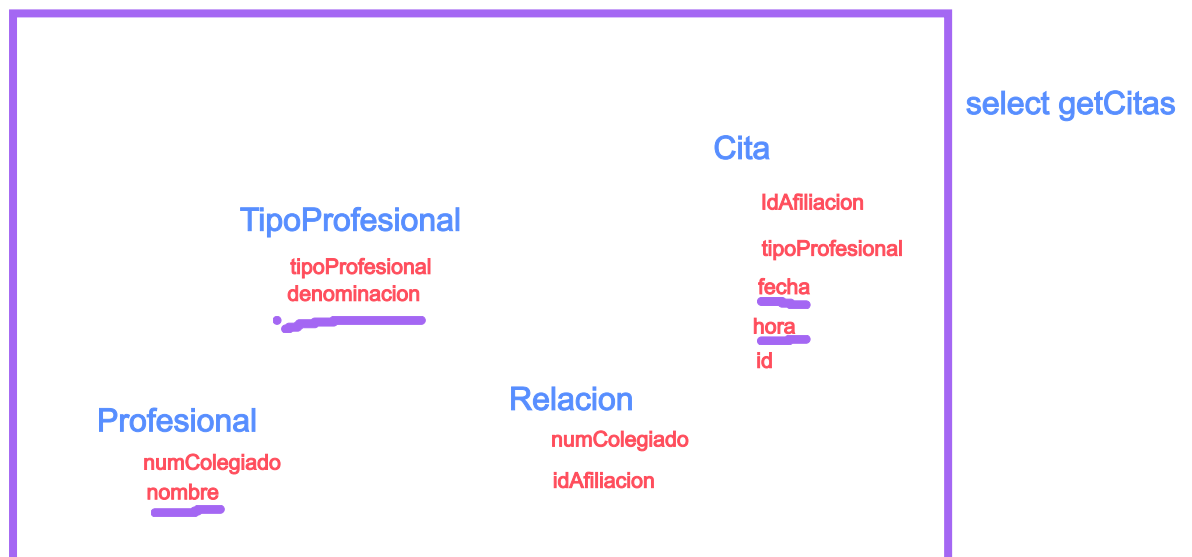 select getCitas
Cita
IdAfiliacion
tipoProfesional
fecha
hora
id
TipoProfesional
tipoProfesional
denominacion
Profesional
numColegiado
nombre
Relacion
numColegiado
idAfiliacion